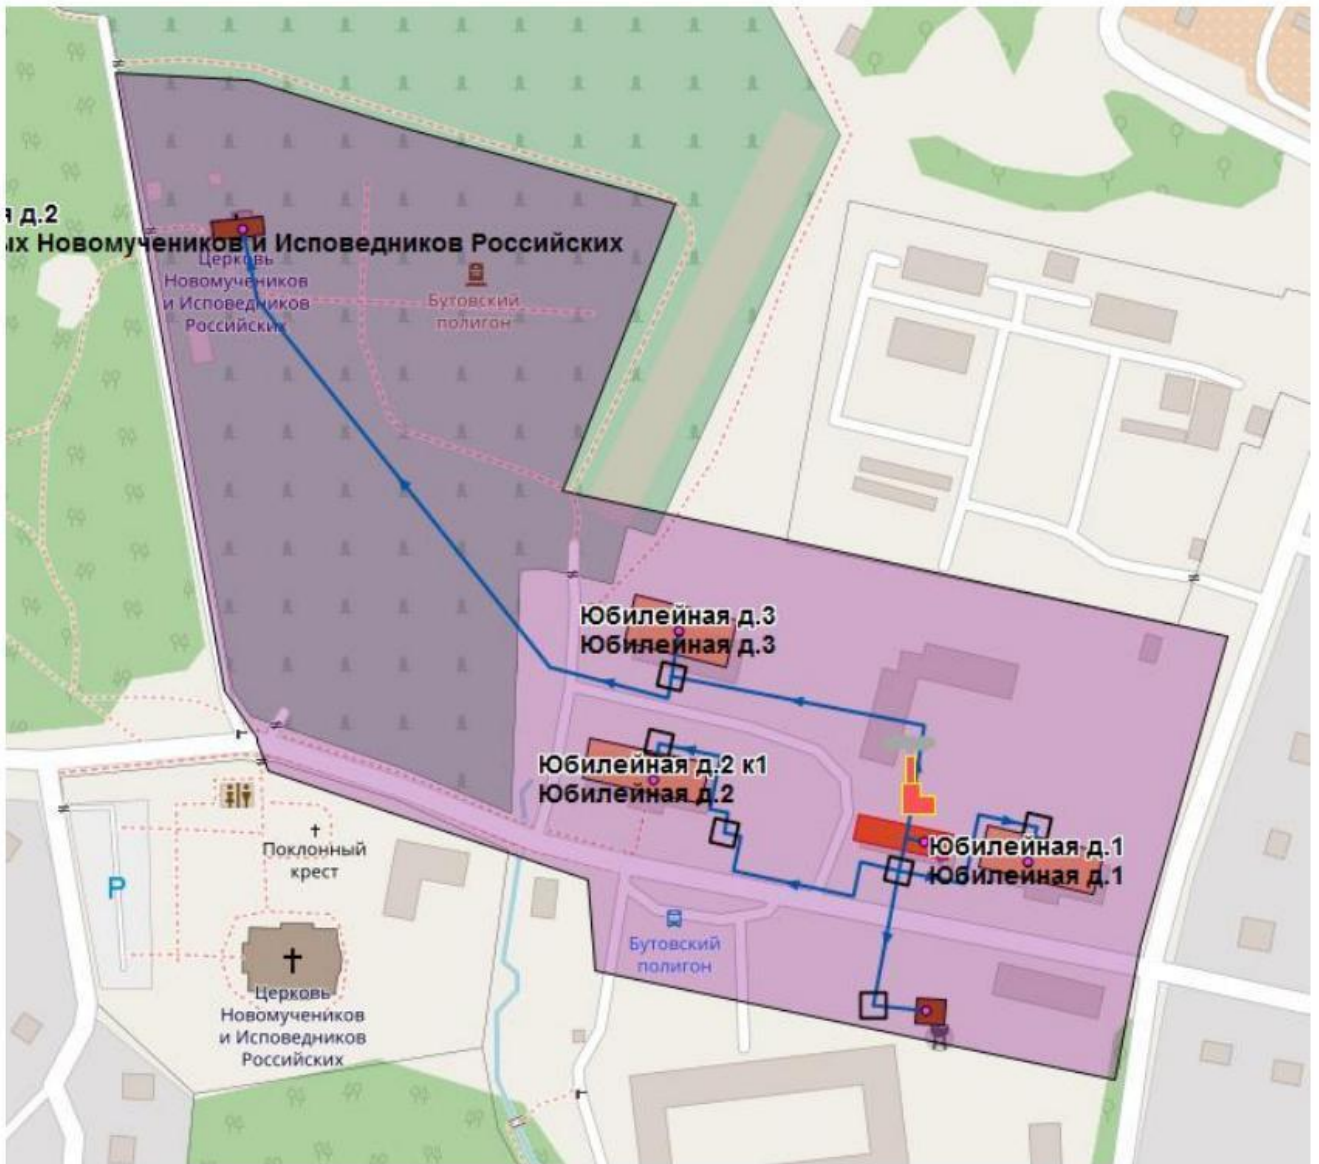 я д.2
ых Новомучеников и Исповедников Российских
Церковь
Новомучеников
и Исповедников
Российских
Бутовский
полигон
Юбилейная д.3
Юбилейная д.3
Юбилейная д.2 к1
Юбилейная д.2
Юбилейная д.1
Юбилейная д.1
Поклонный
крест
P
Бутовский
полигон
Церковь
Новомучеников
и Исповедников
Российских